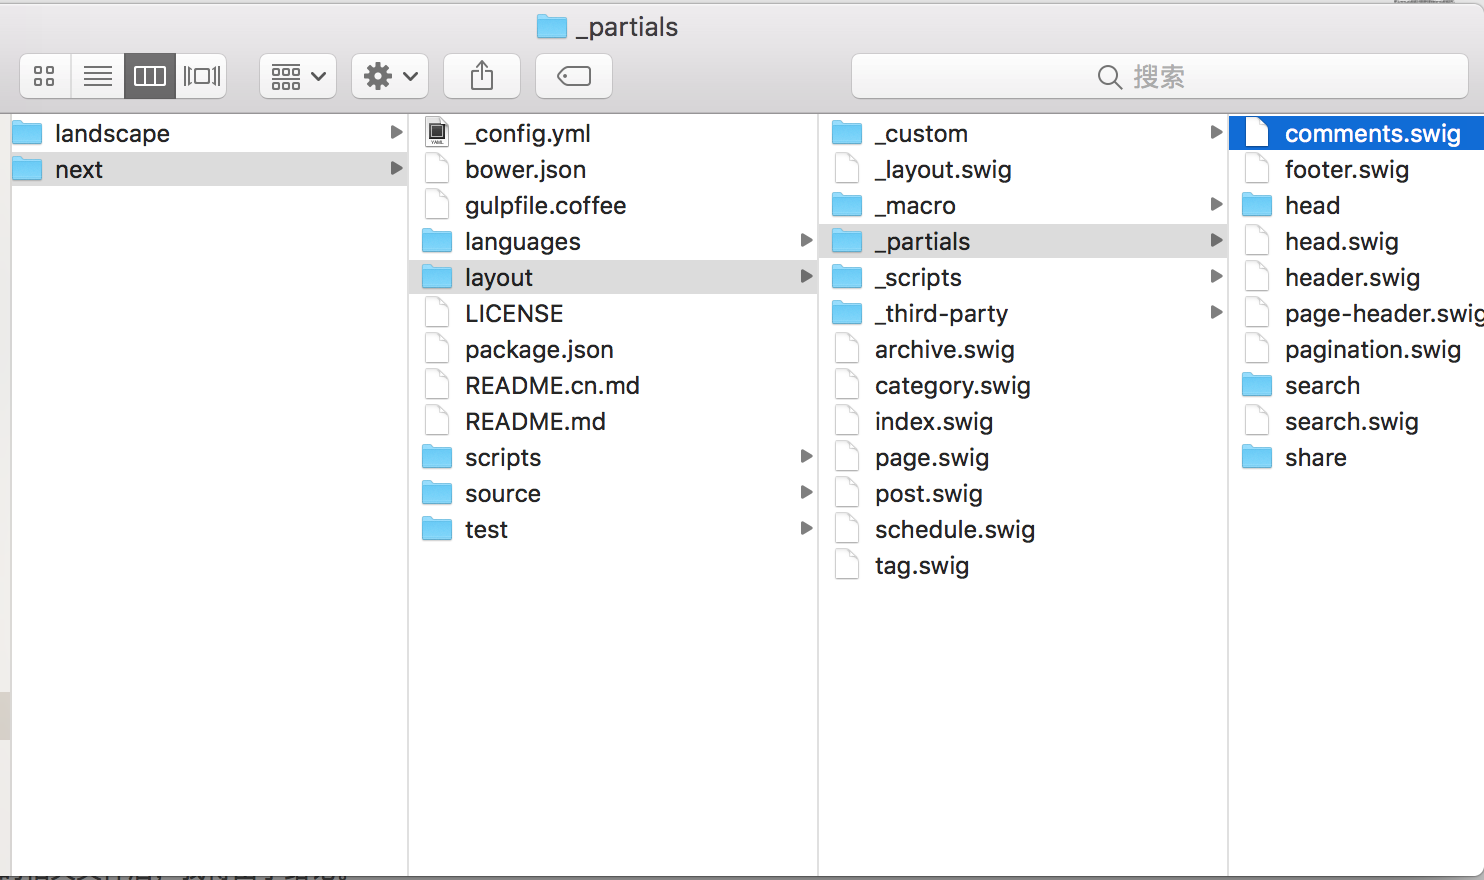 _partials
搜索
landscape
next
_config.yml
bower.json
gulpfile.coffee
languages
layout
LICENSE
package.json
README.cn.md
README.md
scripts
source
test
_custom
_layout.swig
_macro
_partials
_scripts
_third-party
archive.swig
category.swig
index.swig
page.swig
post.swig
schedule.swig
tag.swig
comments.swig
footer.swig
head
head.swig
header.swig
page-header.swig
pagination.swig
search
search.swig
share